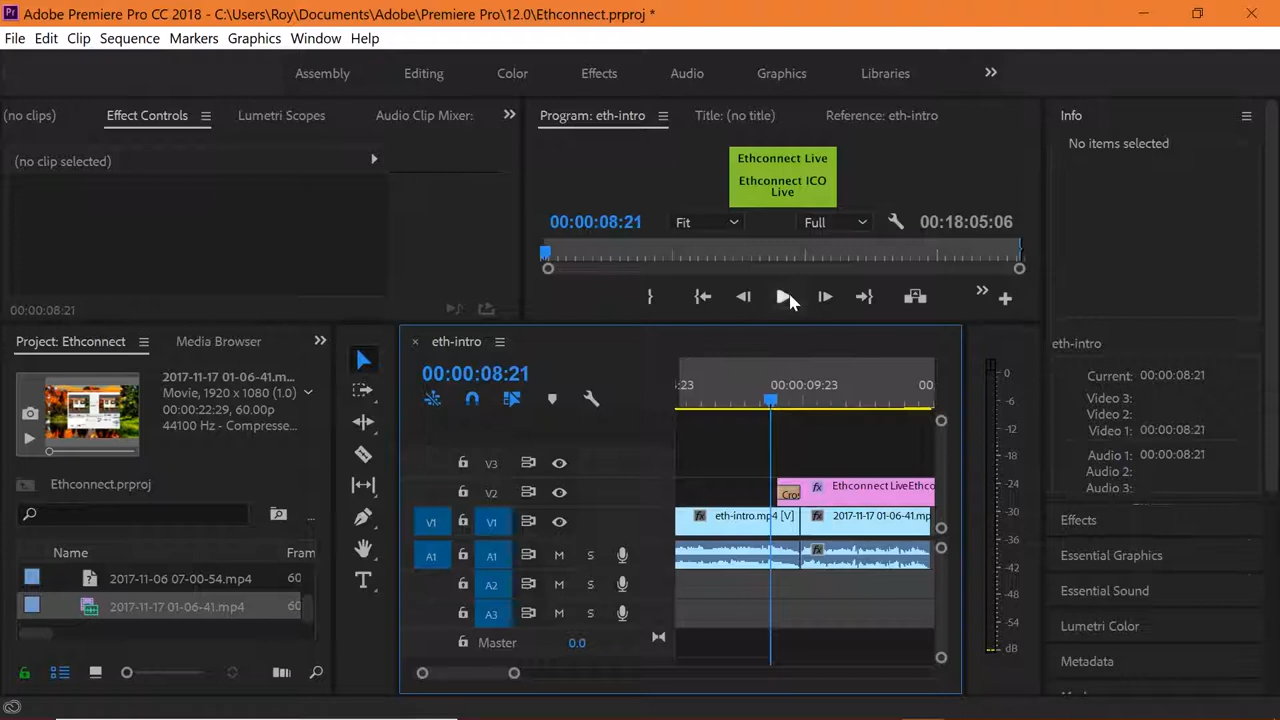 Adobe Premiere Pro CC 2018 - C:\Users\Roy\Documents\Adobe\Premiere Pro\12.0\Ethconnect.prproj *
File Edit Clip Sequence Markers Graphics Window Help
Assembly Editing Color Effects Audio Graphics Libraries
(no clips) Effect Controls Lumetri Scopes Audio Clip Mixer:
(no clip selected)
00:00:08:21
Program: eth-intro Title: (no title) Reference: eth-intro
Ethconnect Live
Ethconnect ICO
Live
00:00:08:21 Fit Full 00:18:05:06
Info
No items selected
eth-intro
Current: 00:00:08:21
Video 3:
Video 2:
Video 1: 00:00:08:21
Audio 1: 00:00:08:21
Audio 2:
Audio 3:
Effects
Essential Graphics
Essential Sound
Lumetri Color
Metadata
Project: Ethconnect Media Browser
2017-11-17 01-06-41.m...
Movie, 1920 x 1080 (1.0)
00:00:22:29, 60.00p
44100 Hz - Compresse...
Ethconnect.prproj
Name Fram
2017-11-06 07-00-54.mp4 60
2017-11-17 01-06-41.mp4 60
eth-intro
00:00:08:21
:23 00:00:09:23 00:
V3
V2 Cro: fx Ethconnect LiveEthco
V1 V1 fx eth-intro.mp4 [V] fx 2017-11-17 01-06-41.mp
A1 A1 M S fx
A2 M S
A3 M S
Master 0.0
0
-6
-12
-18
-24
-30
-36
-42
-48
-54
dB